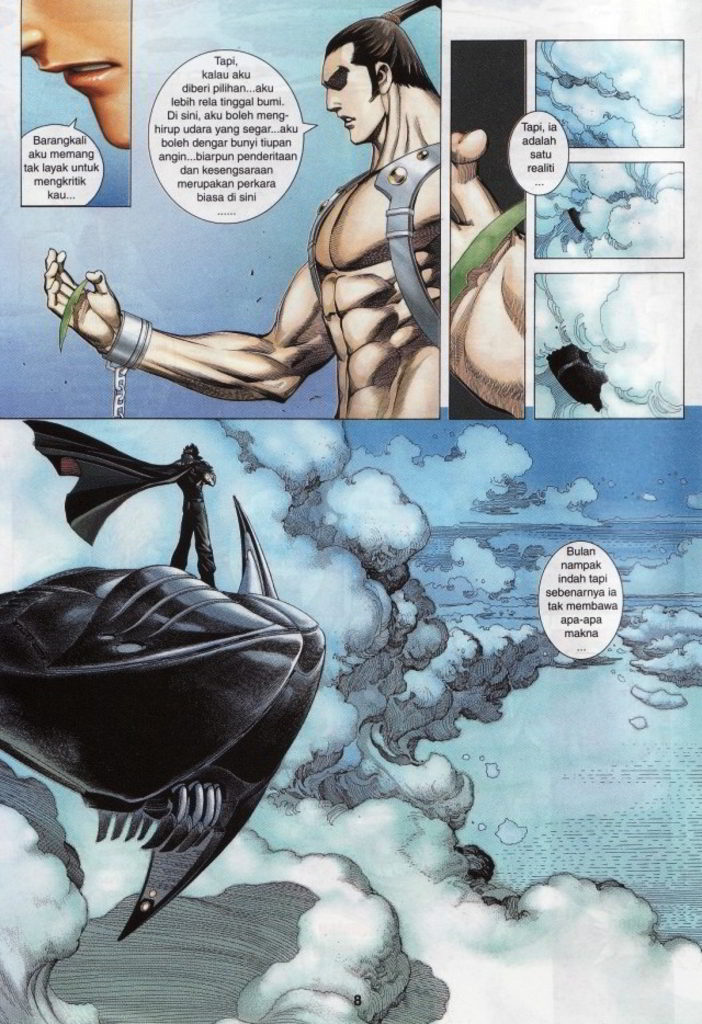 Barangkali
aku memang
tak layak untuk
mengkritik
kau...
Tapi,
kalau aku
diberi pilihan...aku
lebih rela tinggal bumi.
Di sini, aku boleh meng-
hirup udara yang segar...aku
boleh dengar bunyi tiupan
angin...biarpun penderitaan
dan kesengsaraan
merupakan perkara
biasa di sini
......
Tapi, ia
adalah
satu
realiti
...
Bulan
nampak
indah tapi
sebenarnya ia
tak membawa
apa-apa
makna
...
8